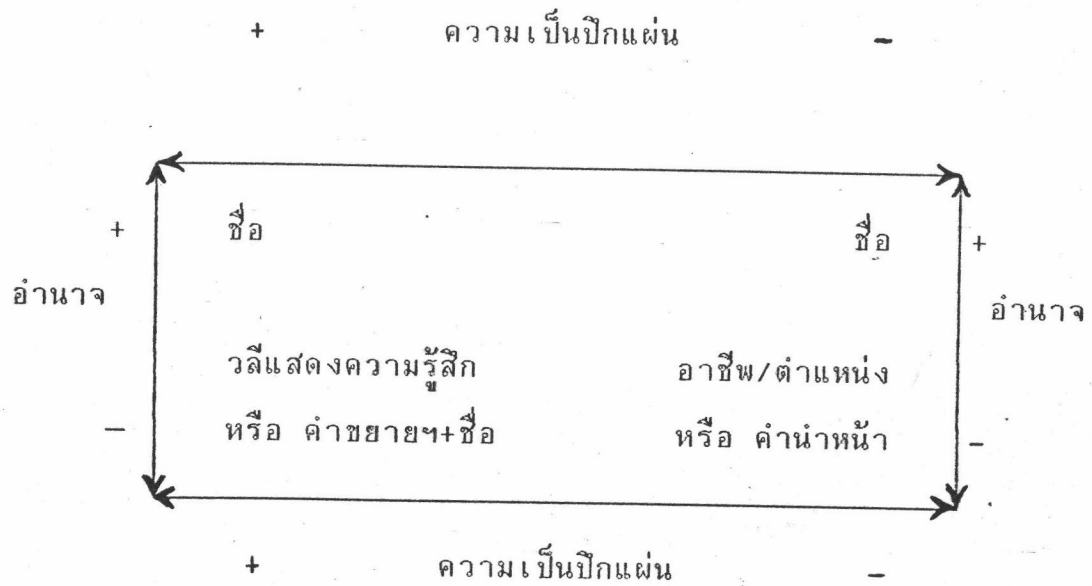 + ความเป็นปึกแผ่น −
+ ชื่อ ชื่อ +
อำนาจ อำนาจ
วลีแสดงความรู้สึก อาชีพ/ตำแหน่ง
− หรือ คำขยายฯ+ชื่อ หรือ คำนำหน้า −
+ ความเป็นปึกแผ่น −